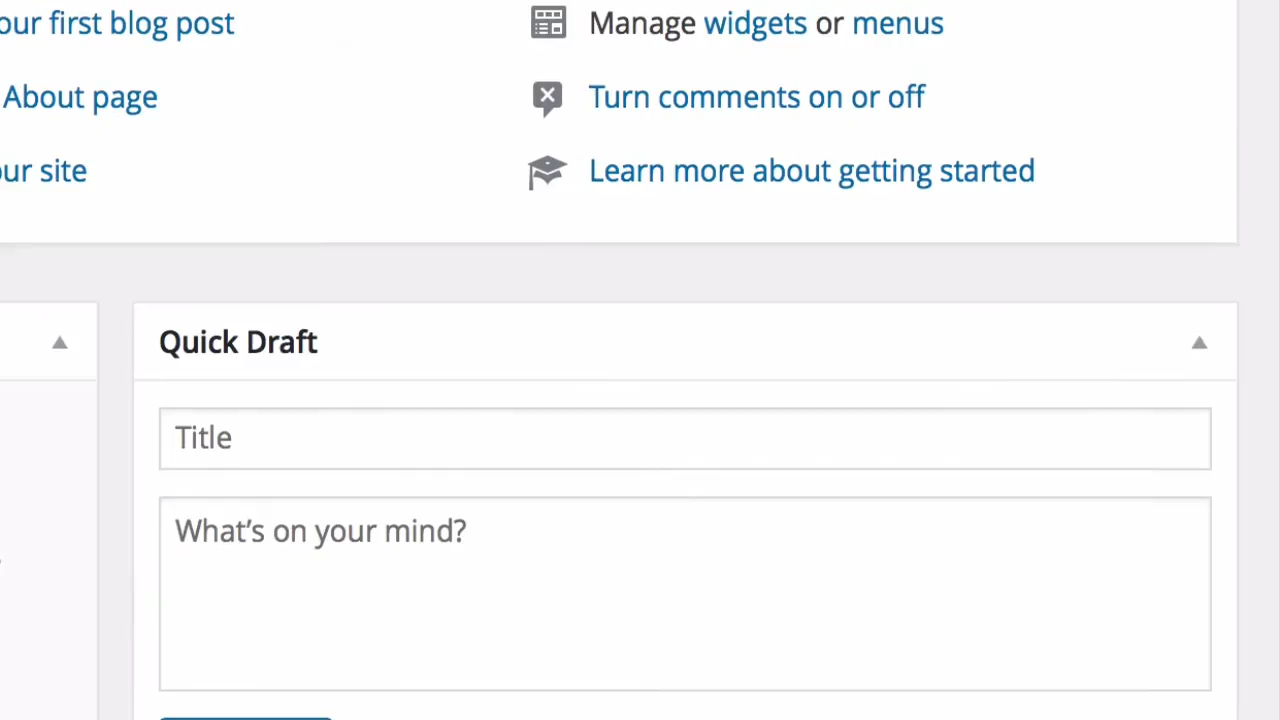 our first blog post
Manage widgets or menus
About page
Turn comments on or off
our site
Learn more about getting started
Quick Draft
Title
What's on your mind?